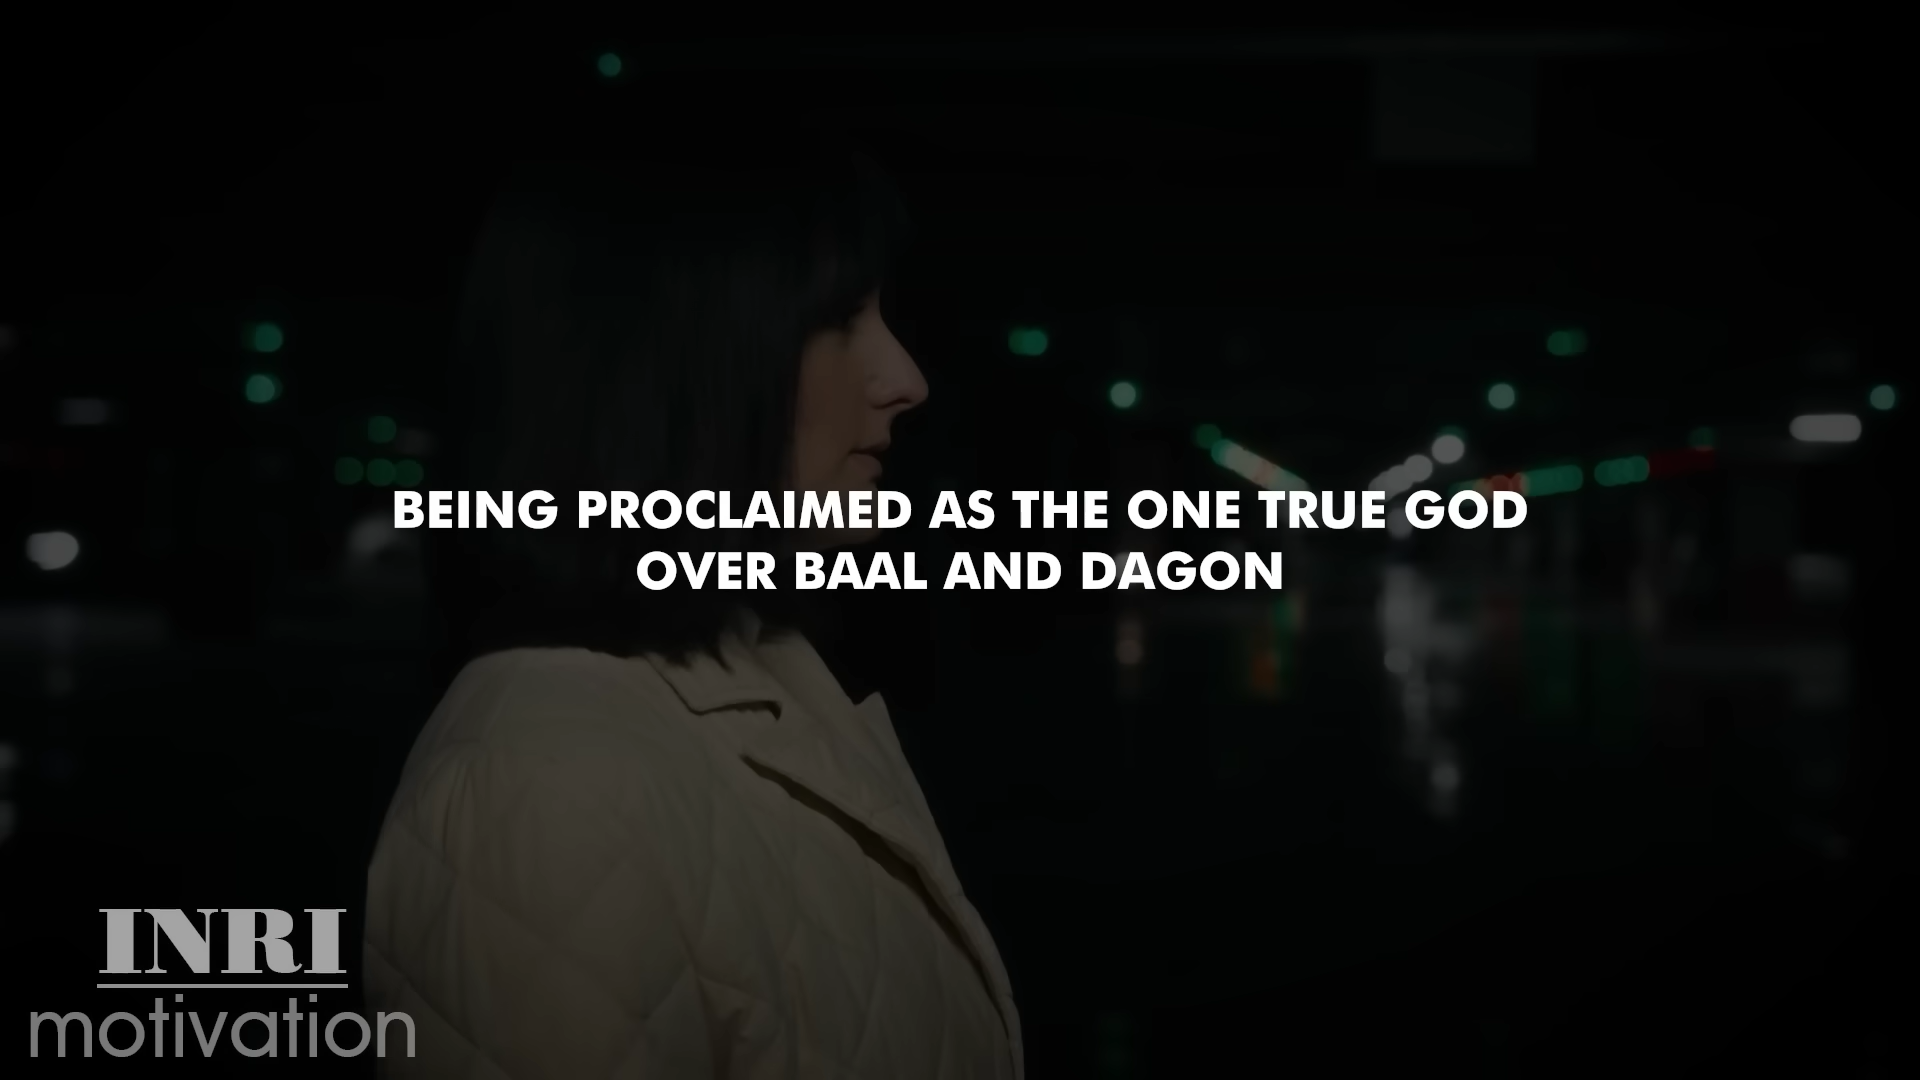 BEING PROCLAIMED AS THE ONE TRUE GOD
OVER BAAL AND DAGON
INRI
motivation